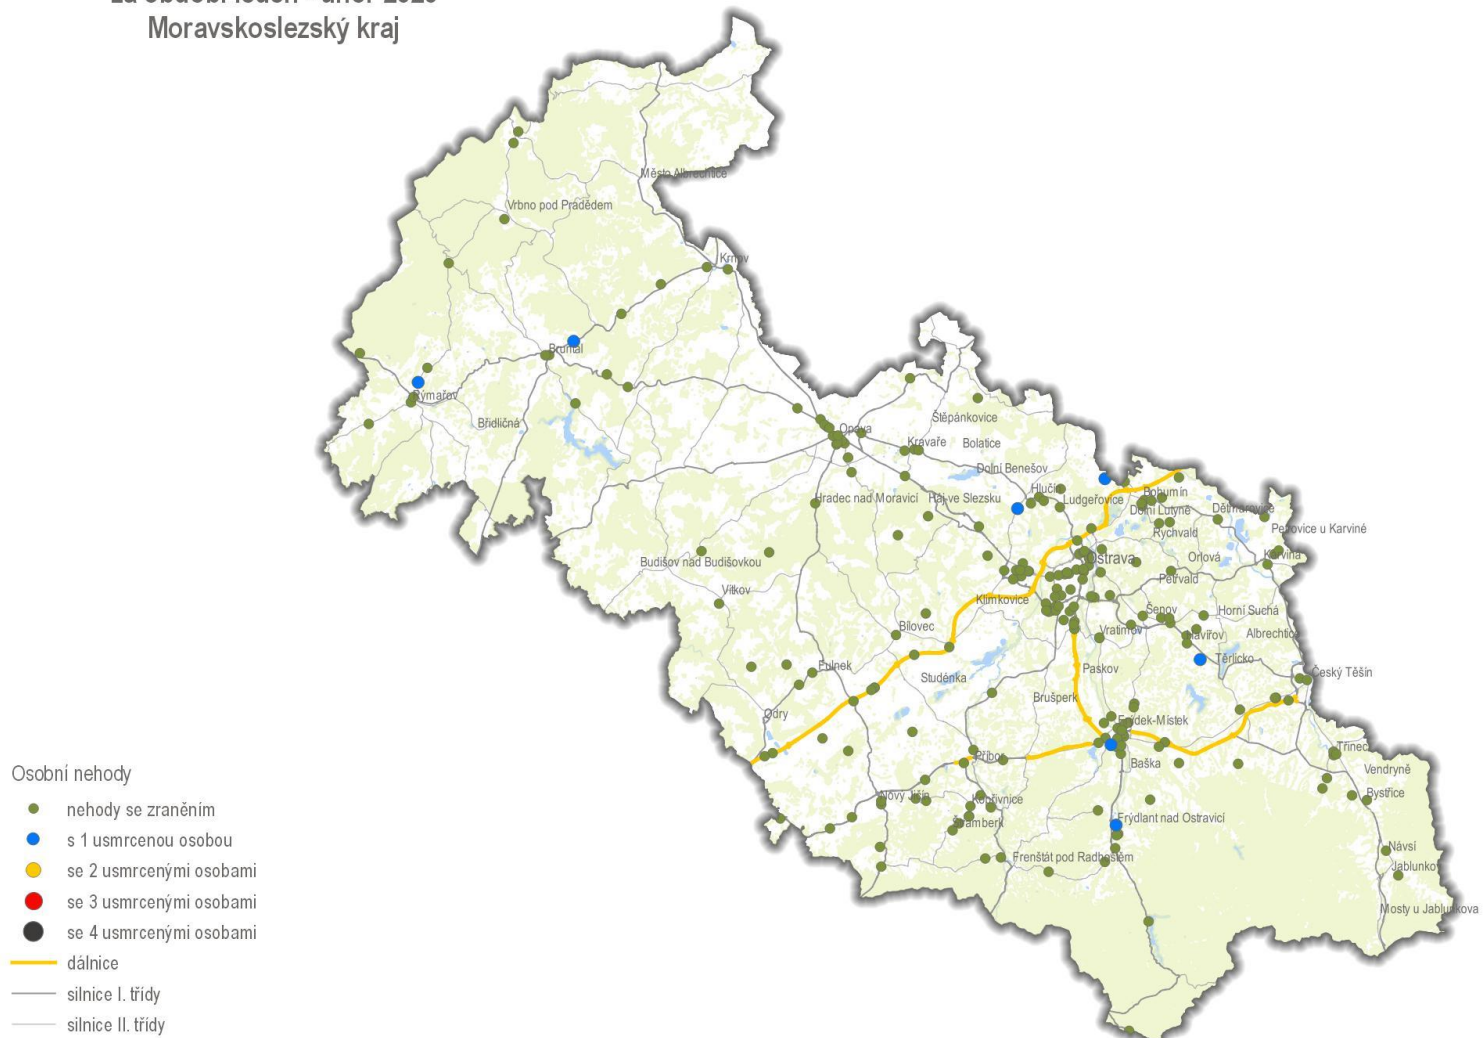 Moravskoslezský kraj
Město Albrechtice
Vrbno pod Pradědem
Krnov
Bruntál
Rýmařov
Břidličná
Opava
Štěpánkovice
Kravaře
Bolatice
Dolní Benešov
Hlučín
Ludgeřovice
Bohumín
Dolní Lutyně
Dětmarovice
Petrovice u Karviné
Hradec nad Moravicí
Háj ve Slezsku
Rychvald
Ostrava
Orlová
Karviná
Petřvald
Budišov nad Budišovkou
Vítkov
Klimkovice
Šenov
Horní Suchá
Bílovec
Vratimov
Havířov
Albrechtice
Těrlicko
Fulnek
Studénka
Paskov
Český Těšín
Brušperk
Odry
Frýdek-Místek
Příbor
Baška
Třinec
Vendryně
Bystřice
Nový Jičín
Kopřivnice
Štramberk
Frýdlant nad Ostravicí
Frenštát pod Radhoštěm
Návsí
Jablunkov
Mosty u Jablunkova
Osobní nehody
nehody se zraněním
s 1 usmrcenou osobou
se 2 usmrcenými osobami
se 3 usmrcenými osobami
se 4 usmrcenými osobami
dálnice
silnice I. třídy
silnice II. třídy